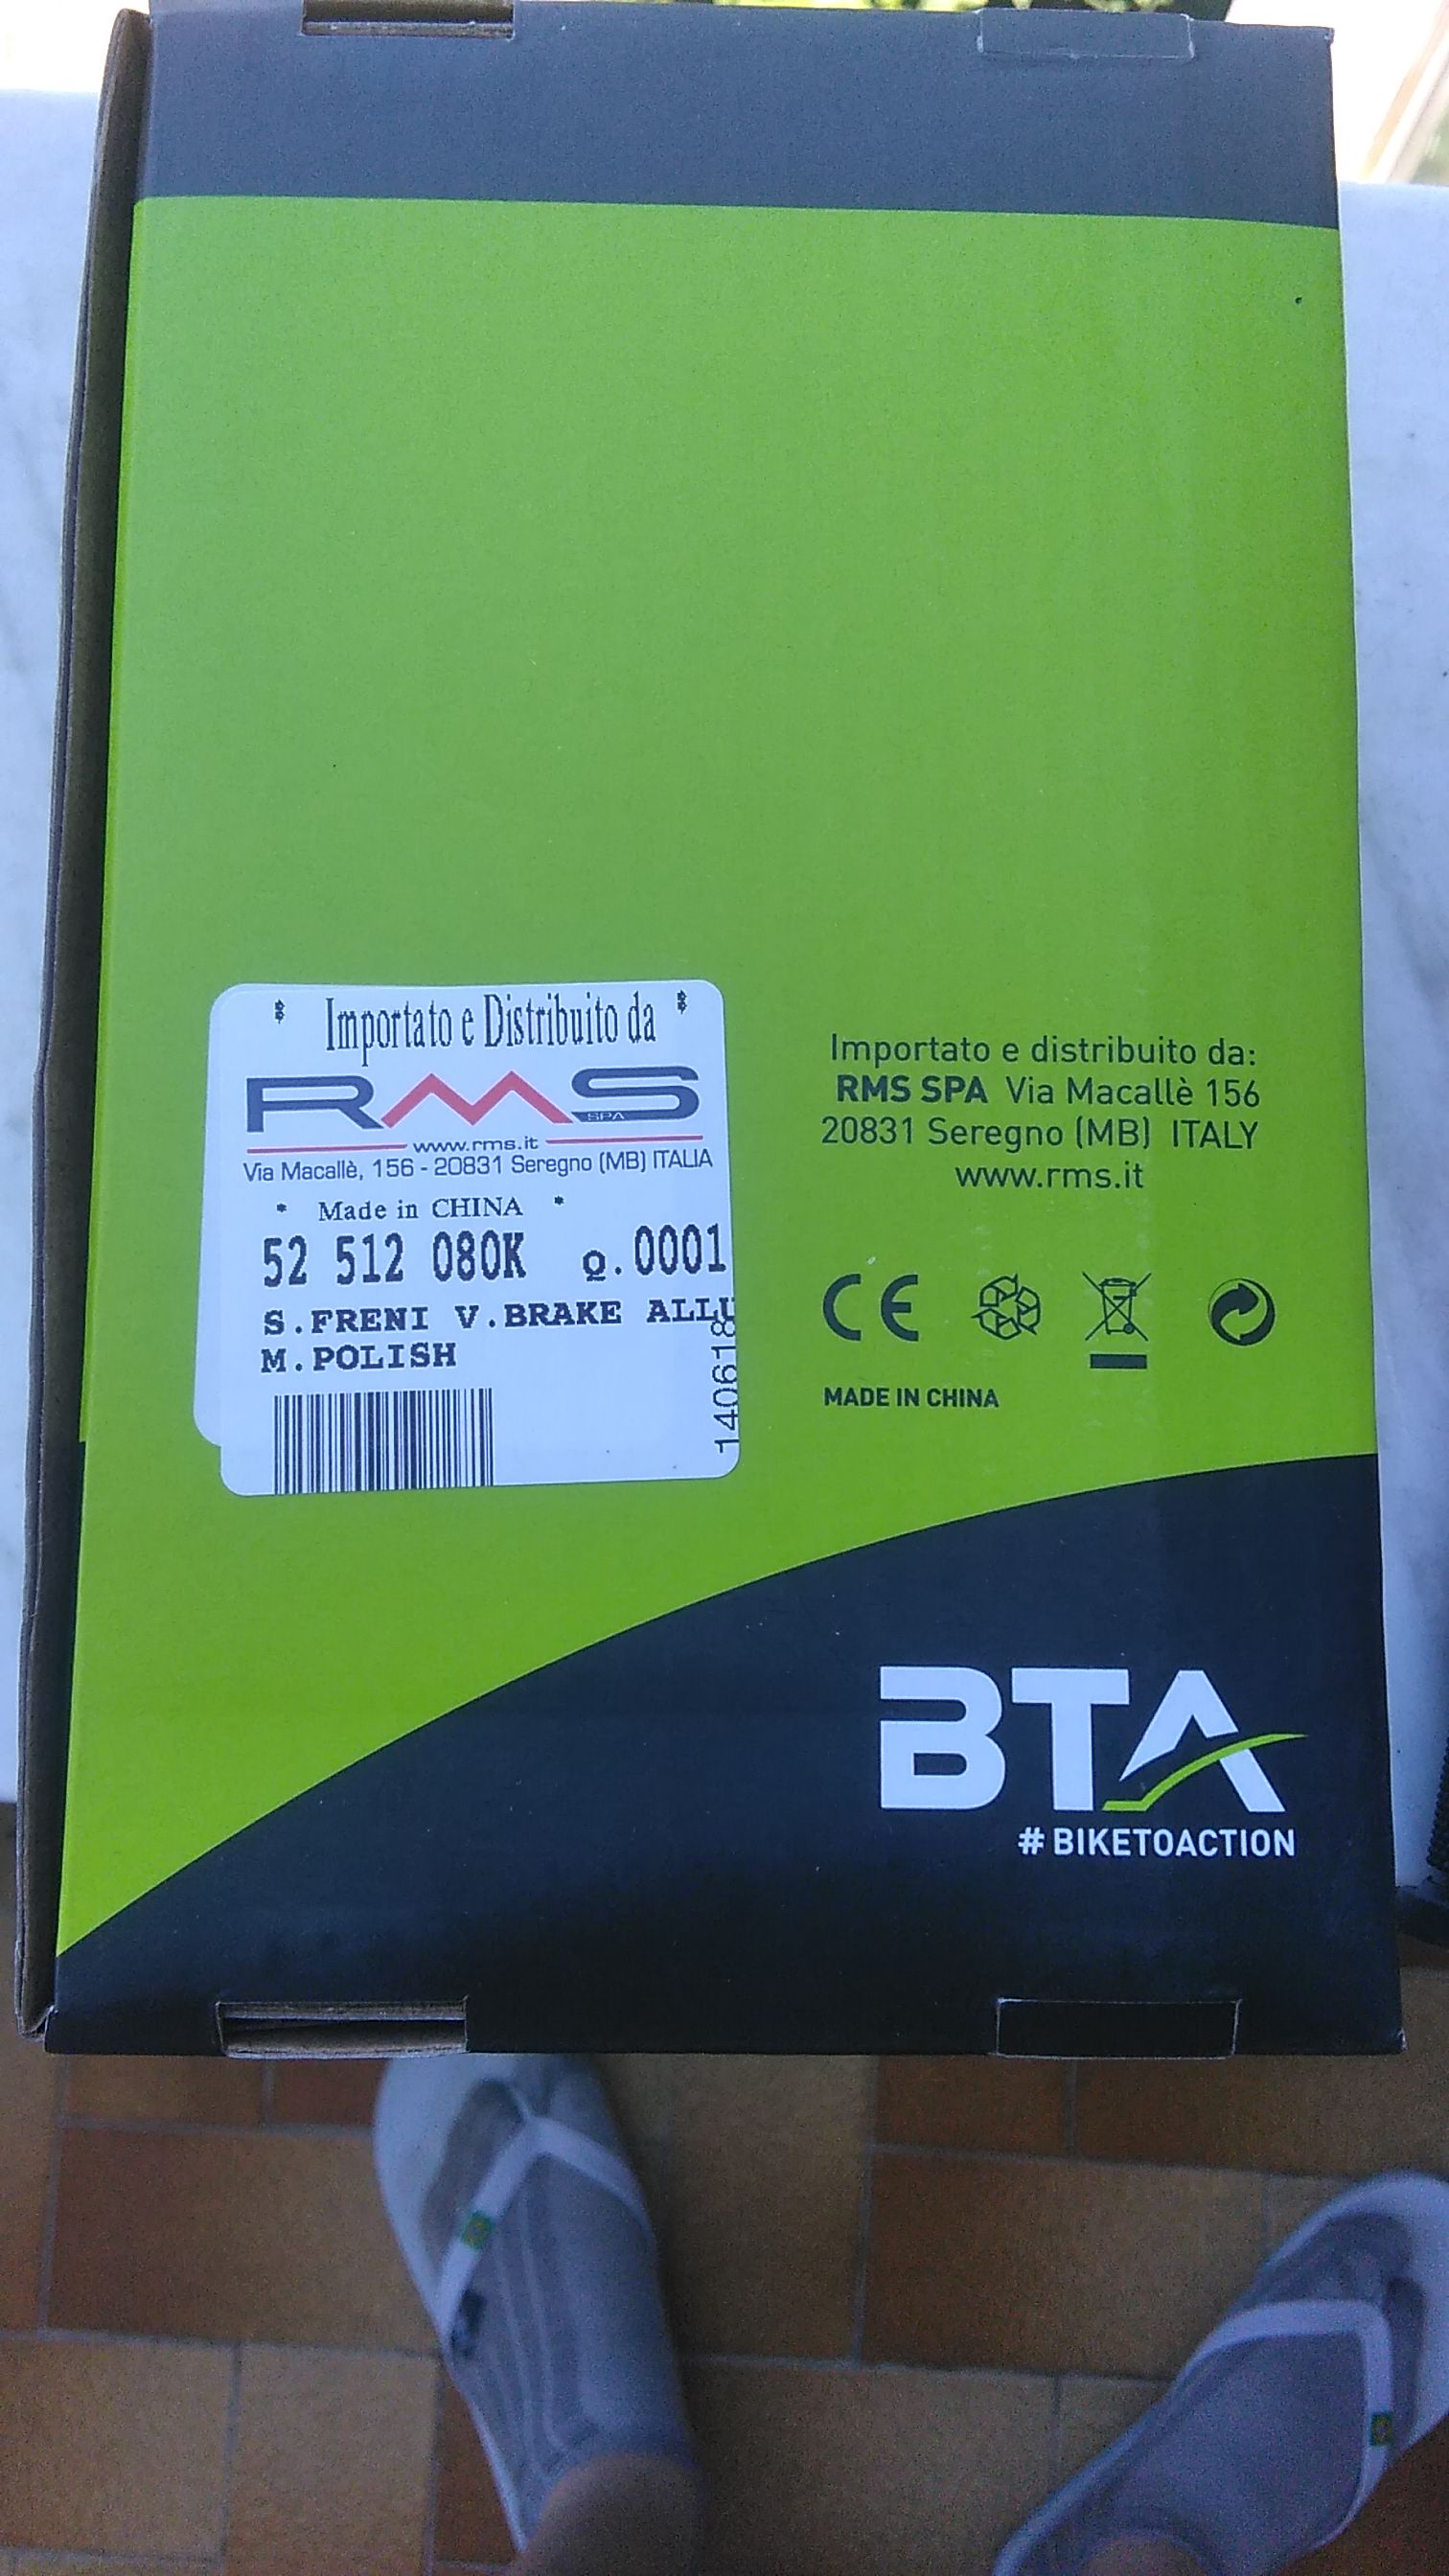 * Importato e Distribuito da *
RMS
SPA
www.rms.it
Via Macallè, 156 - 20831 Seregno (MB) ITALIA
* Made in CHINA *
52 512 080K Q.0001
S.FRENI V.BRAKE ALLU
M.POLISH
140618
Importato e distribuito da:
RMS SPA Via Macallè 156
20831 Seregno (MB) ITALY
www.rms.it
CE
MADE IN CHINA
BTA
# BIKETOACTION